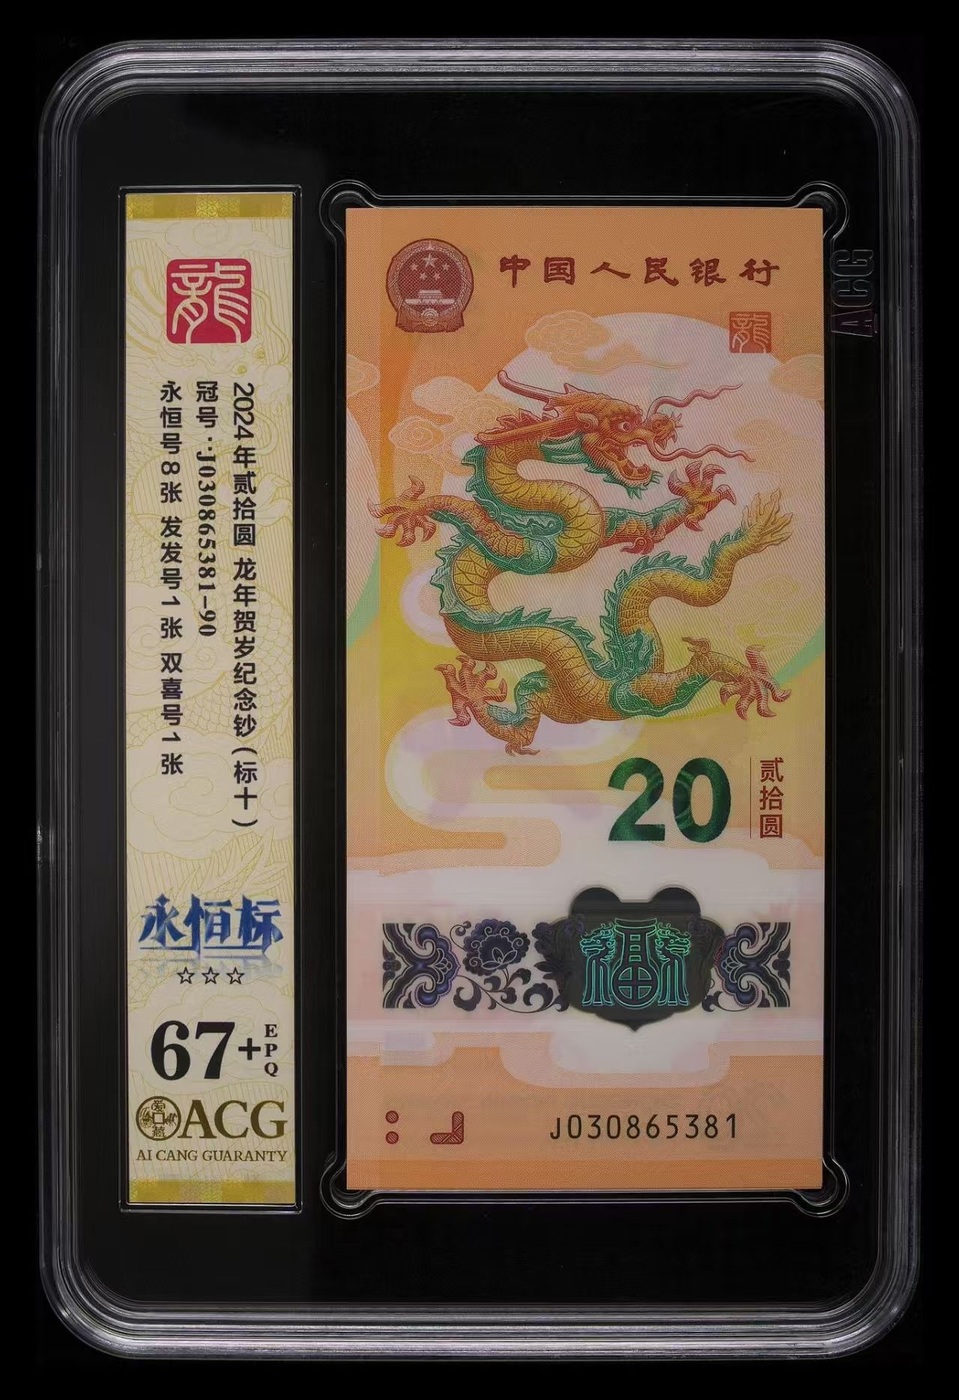 龍
2024年贰拾圆 龙年贺岁纪念钞(标十)
冠号:J030865381-90
永恒号8张 发发号1张 双喜号1张
永恒标
☆☆☆
67+EPQ
ACG
AI CANG GUARANTY
中国人民银行
龍
20
贰拾圆
福
J030865381
ACG